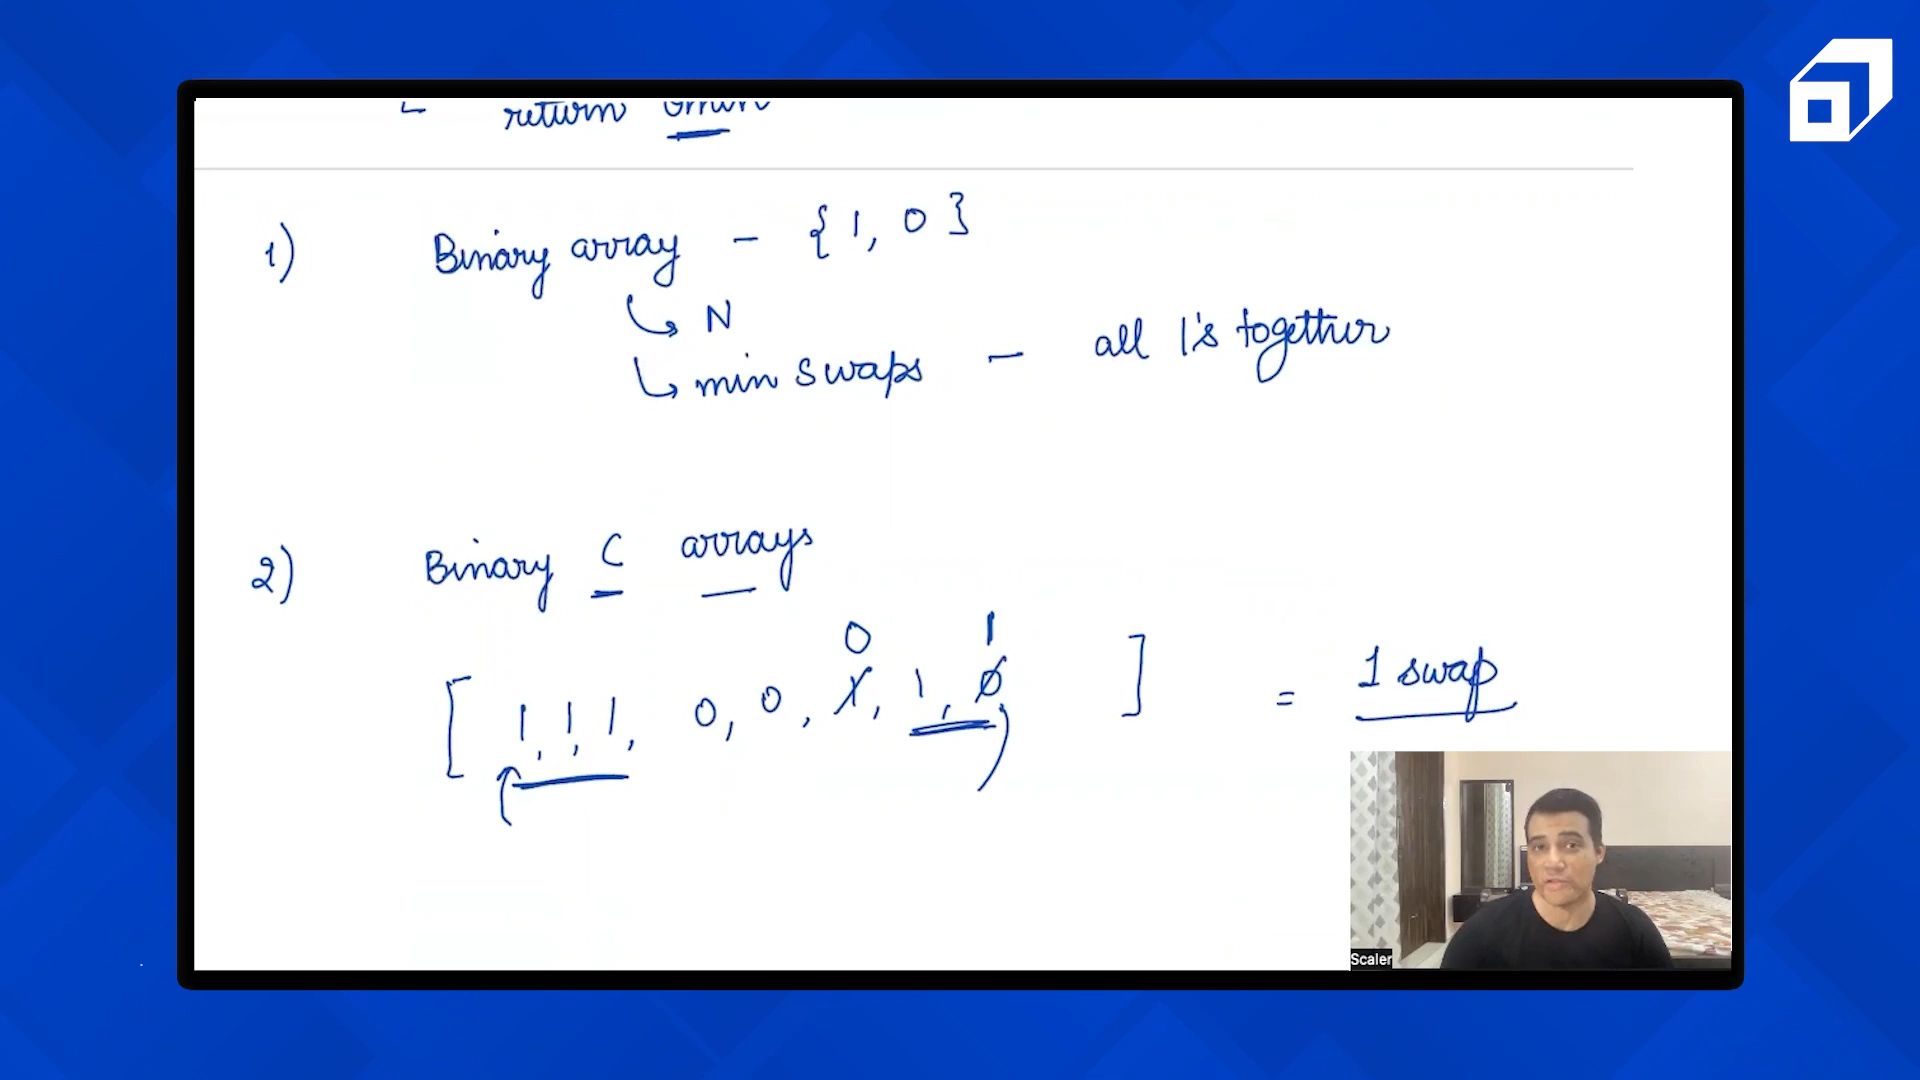 return
1) Binary array - {1, 0}
N
min swaps - all 1's together
2) Binary C arrays
0 1
[ 1, 1, 1, 0, 0, 1, 1, 0 ] = 1 swap
Scaler